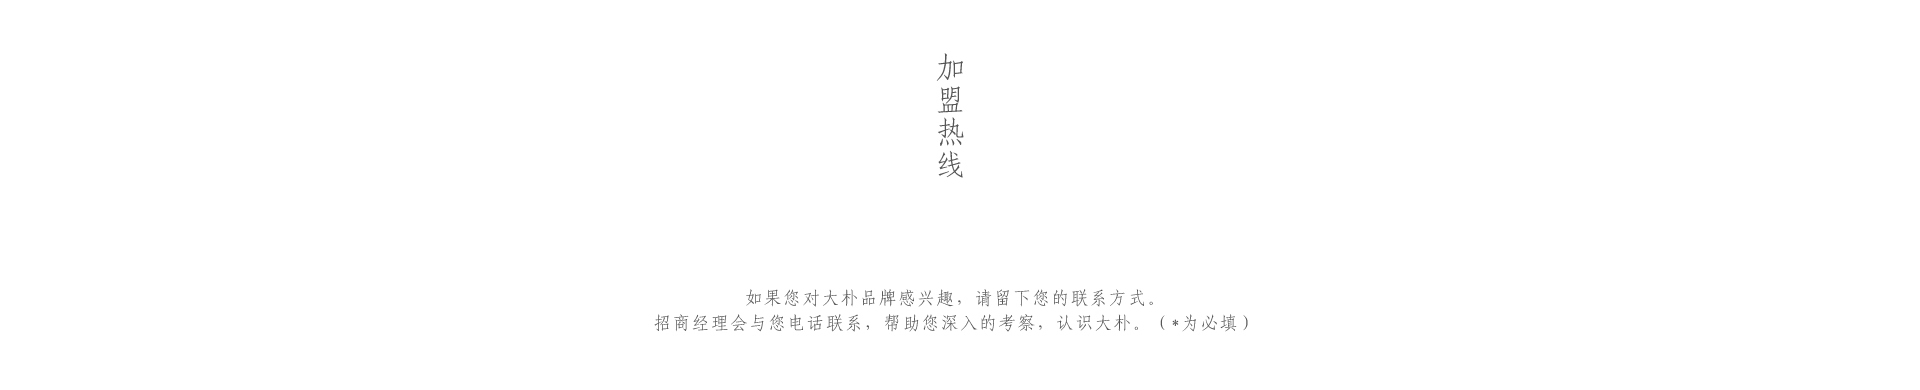 加盟热线
如果您对大朴品牌感兴趣，请留下您的联系方式。
招商经理会与您电话联系，帮助您深入的考察，认识大朴。（*为必填）